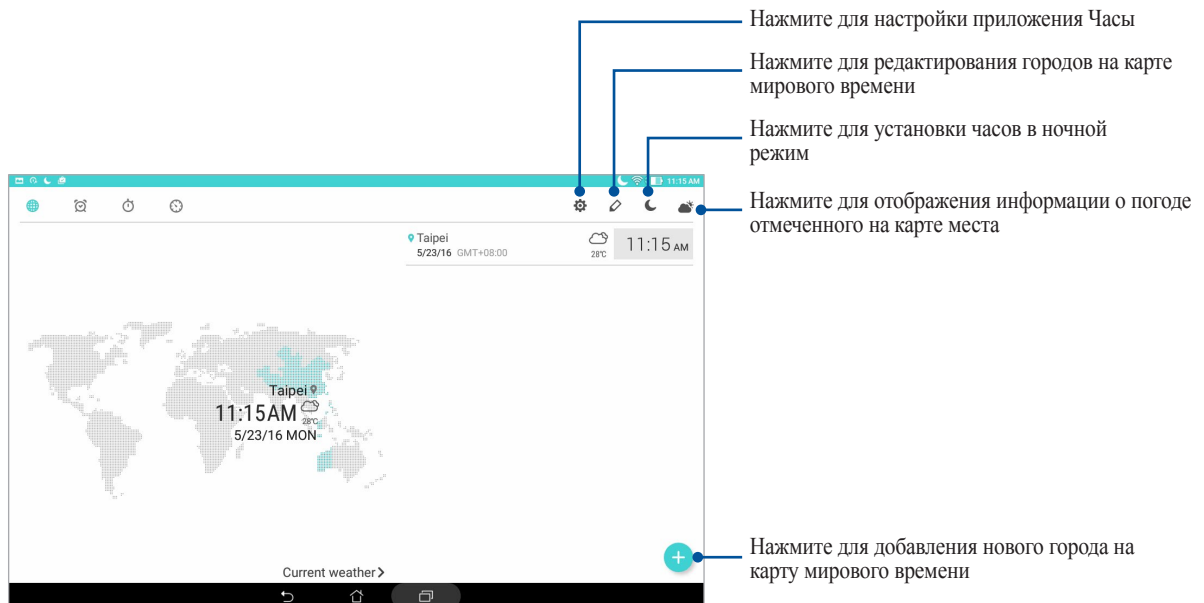 Нажмите для настройки приложения Часы
Нажмите для редактирования городов на карте
мирового времени
Нажмите для установки часов в ночной
режим
Нажмите для отображения информации о погоде
отмеченного на карте места
11:15 AM
Taipei
5/23/16 GMT+08:00
28°C
11:15 AM
Taipei
11:15AM
28°C
5/23/16 MON
Нажмите для добавления нового города на
карту мирового времени
Current weather